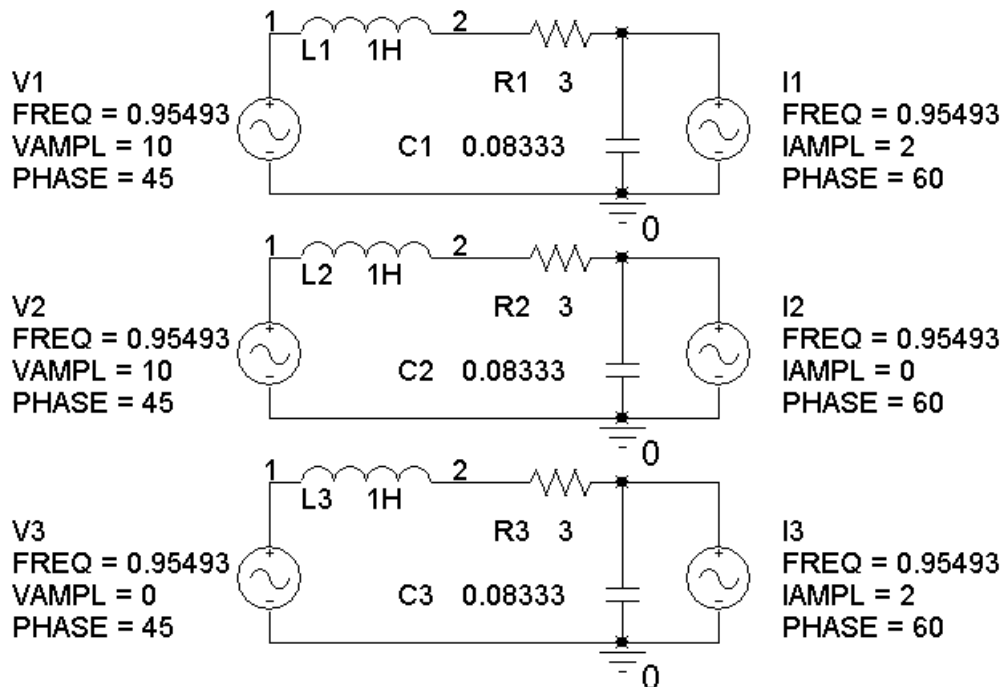 1 2
L1 1H
V1
FREQ = 0.95493
VAMPL = 10
PHASE = 45
R1 3
C1 0.08333
I1
FREQ = 0.95493
IAMPL = 2
PHASE = 60
0
1 2
L2 1H
V2
FREQ = 0.95493
VAMPL = 10
PHASE = 45
R2 3
C2 0.08333
I2
FREQ = 0.95493
IAMPL = 0
PHASE = 60
0
1 2
L3 1H
V3
FREQ = 0.95493
VAMPL = 0
PHASE = 45
R3 3
C3 0.08333
I3
FREQ = 0.95493
IAMPL = 2
PHASE = 60
0